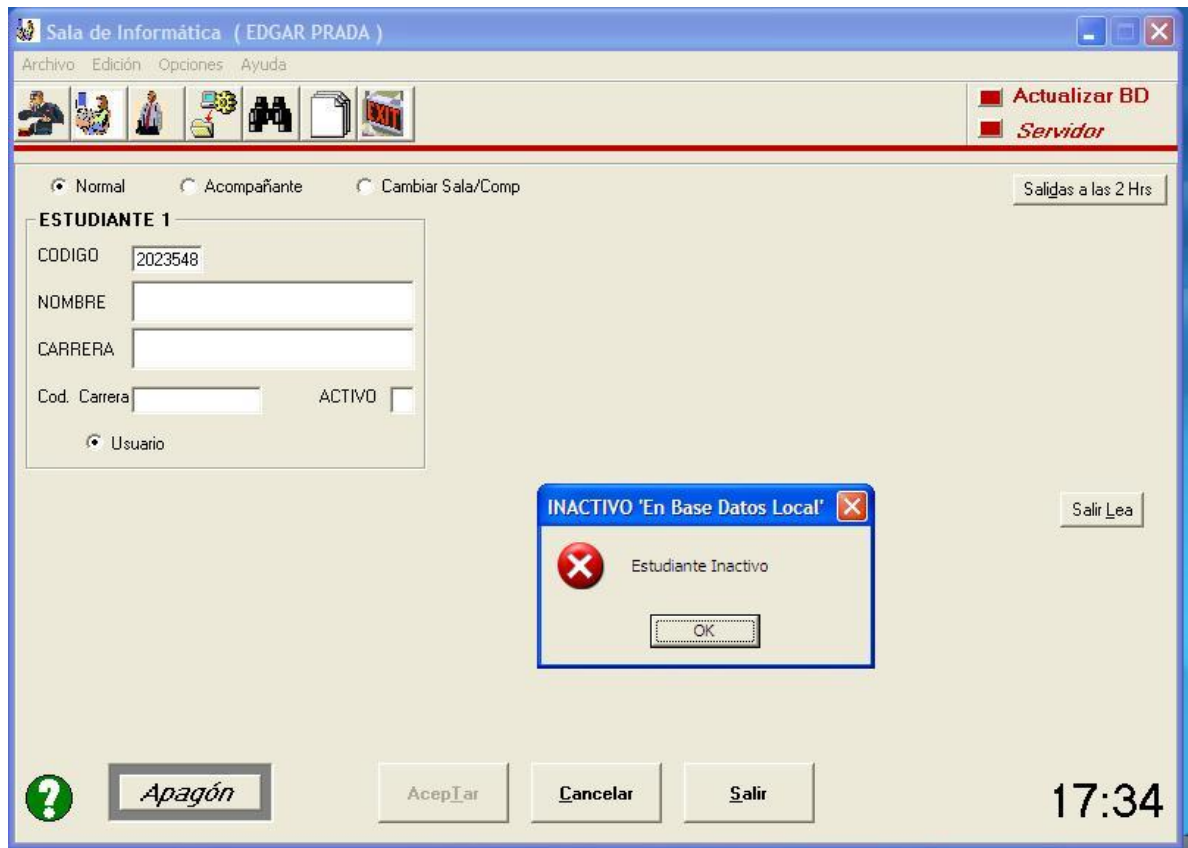 Sala de Informática ( EDGAR PRADA )
Archivo Edición Opciones Ayuda
EXIT
Actualizar BD
Servidor
Normal Acompañante Cambiar Sala/Comp
Salidas a las 2 Hrs
ESTUDIANTE 1
CODIGO 2023548
NOMBRE
CARRERA
Cod. Carrera ACTIVO
Usuario
INACTIVO 'En Base Datos Local'
Estudiante Inactivo
OK
Salir Lea
? Apagón AcepTar Cancelar Salir 17:34